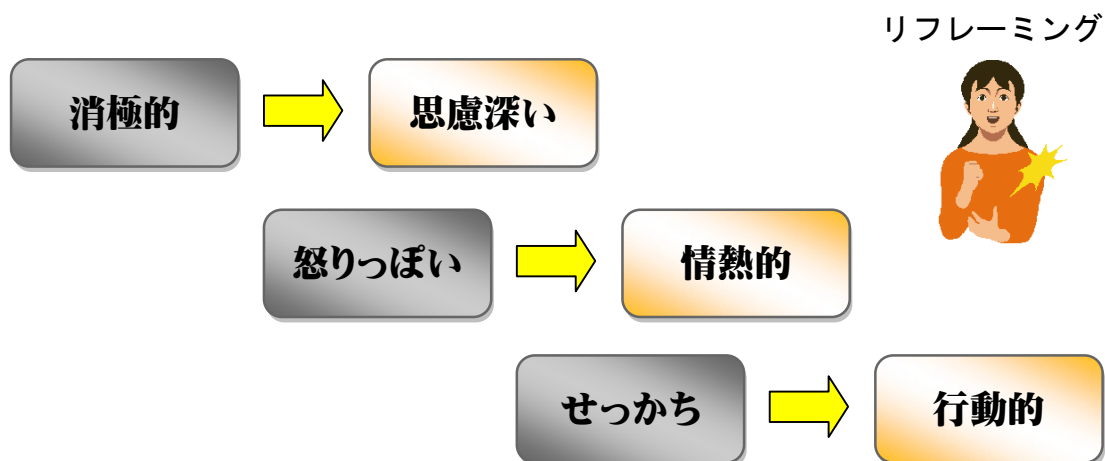 リフレーミング
消極的
思慮深い
怒りっぽい
情熱的
せっかち
行動的